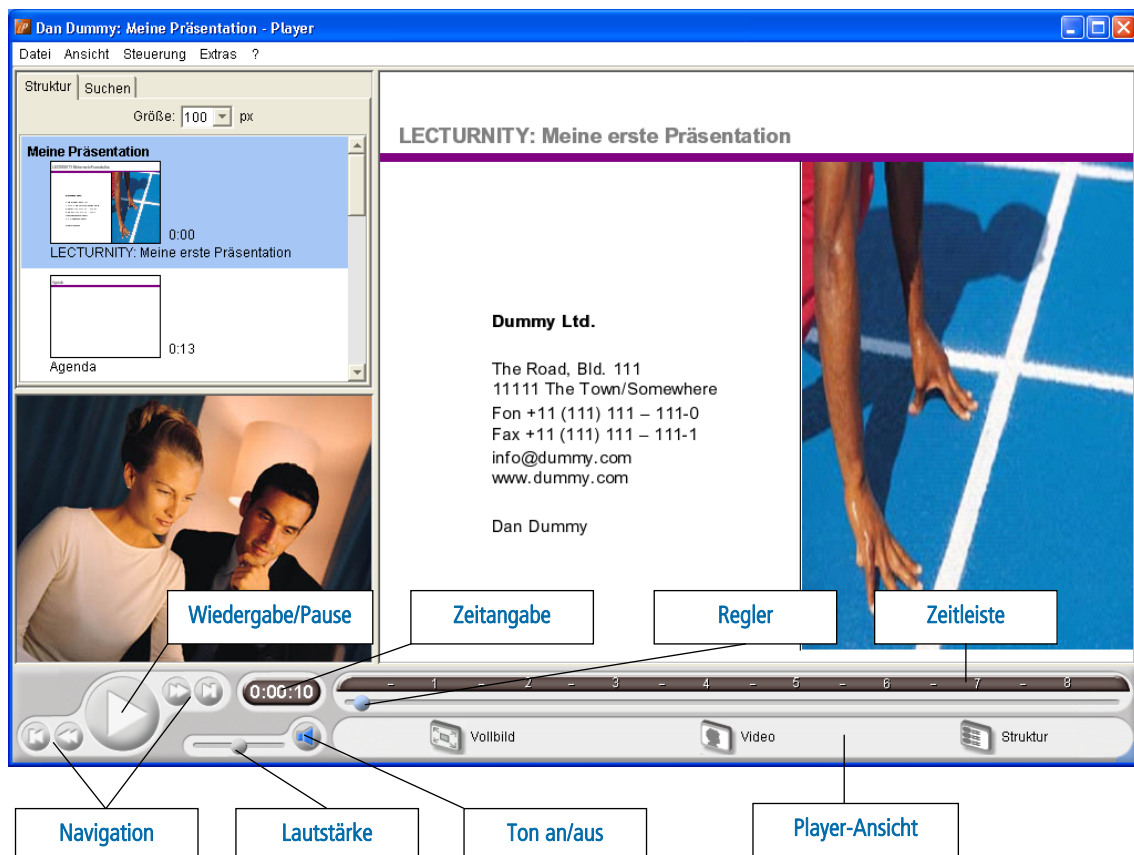 Dan Dummy: Meine Präsentation - Player
Datei Ansicht Steuerung Extras ?
Struktur Suchen
Größe: 100 px
Meine Präsentation
0:00
LECTURNITY: Meine erste Präsentation
Agenda
0:13
Agenda
LECTURNITY: Meine erste Präsentation
Dummy Ltd.
The Road, Bld. 111
11111 The Town/Somewhere
Fon +11 (111) 111 – 111-0
Fax +11 (111) 111 – 111-1
info@dummy.com
www.dummy.com
Dan Dummy
Wiedergabe/Pause
Zeitangabe
Regler
Zeitleiste
0:00:10
– 1 – 2 – 3 – 4 – 5 – 6 – 7 – 8
Vollbild
Video
Struktur
Navigation
Lautstärke
Ton an/aus
Player-Ansicht